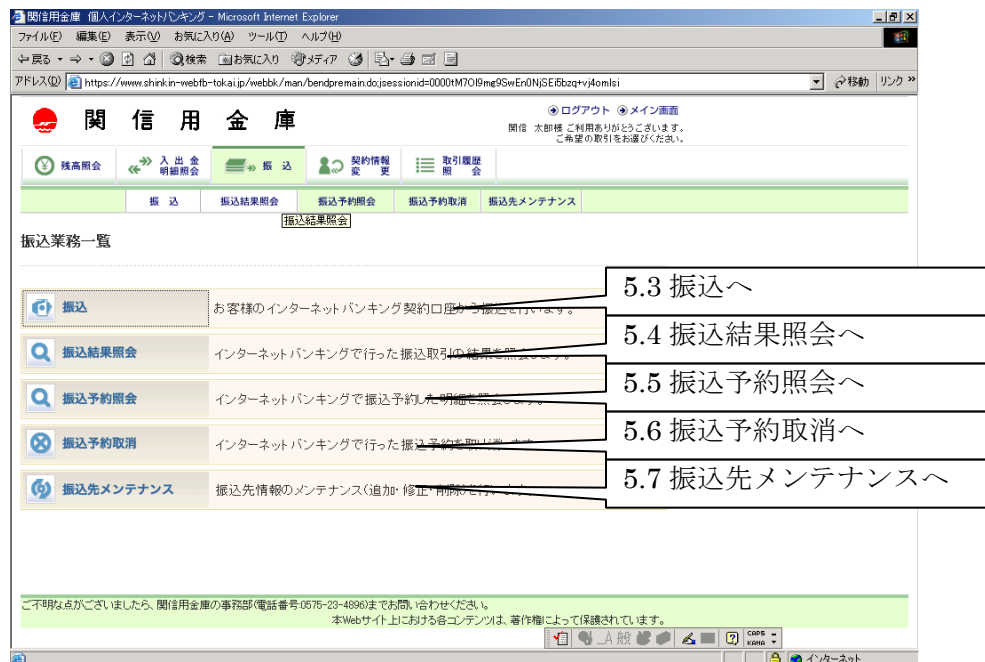 関信用金庫 個人インターネットバンキング - Microsoft Internet Explorer
ファイル(F) 編集(E) 表示(V) お気に入り(A) ツール(T) ヘルプ(H)
戻る 検索 お気に入り メディア
アドレス(D) https://www.shinkin-webfb-tokai.jp/webbk/man/bendpremain.do;jsessionid=0000tM7OI9mg9SwEn0NjSEi5bzq+vj4omlsi 移動 リンク »
関 信 用 金 庫
ログアウト メイン画面
関信 太郎様 ご利用ありがとうございます。
ご希望の取引をお選びください。
残高照会 入出金明細照会 振 込 契約情報変更 取引履歴照会
振 込 振込結果照会 振込予約照会 振込予約取消 振込先メンテナンス
振込結果照会
振込業務一覧
5.3 振込へ
振込 お客様のインターネットバンキング契約口座から振込を行います。
5.4 振込結果照会へ
振込結果照会 インターネットバンキングで行った振込取引の結果を照会します。
5.5 振込予約照会へ
振込予約照会 インターネットバンキングで振込予約した明細を照会します。
5.6 振込予約取消へ
振込予約取消 インターネットバンキングで行った振込予約を取り消します
5.7 振込先メンテナンスへ
振込先メンテナンス 振込先情報のメンテナンス(追加・修正・削除)を行います。
ご不明な点がございましたら、関信用金庫の事務部(電話番号:0575-23-4896)までお問い合わせください。
本Webサイト上における各コンテンツは、著作権によって保護されています。
A 般 CAPS
KANA
インターネット